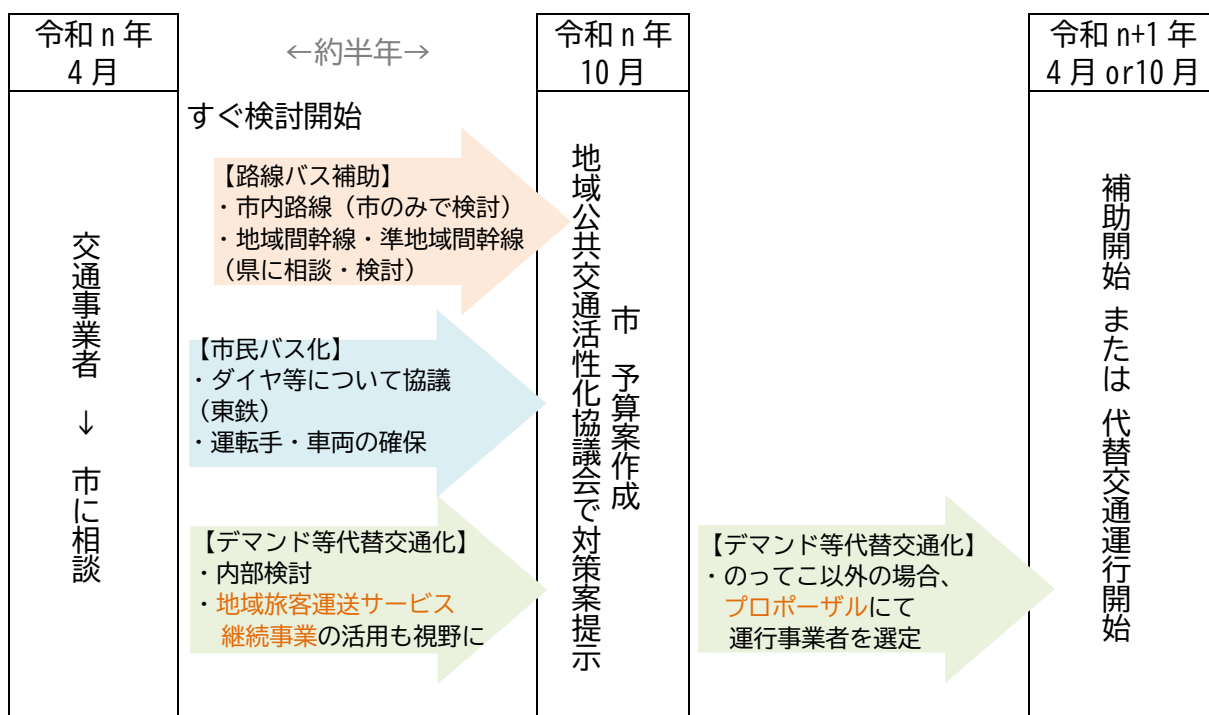 令和 n 年
4 月
←約半年→
令和 n 年
10 月
令和 n+1 年
4 月 or10 月
交通事業者 → 市に相談
すぐ検討開始
【路線バス補助】
・市内路線（市のみで検討）
・地域間幹線・準地域間幹線
（県に相談・検討）
【市民バス化】
・ダイヤ等について協議
（東鉄）
・運転手・車両の確保
【デマンド等代替交通化】
・内部検討
・地域旅客運送サービス
継続事業の活用も視野に
市 予算案作成
地域公共交通活性化協議会で対策案提示
【デマンド等代替交通化】
・のってこ以外の場合、
プロポーザルにて
運行事業者を選定
補助開始 または 代替交通運行開始